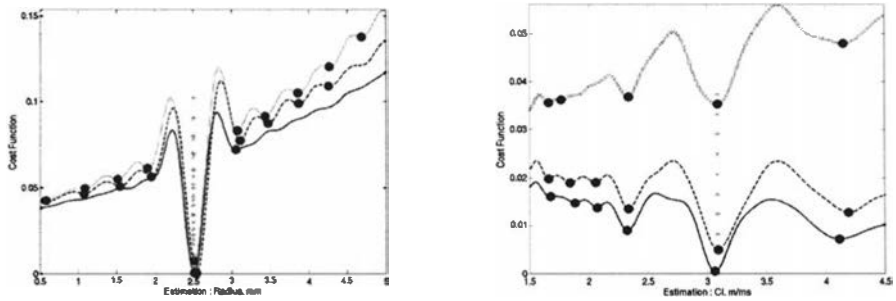 0.15
0.1
0.05
0
Cost Function
0.5 1 1.5 2 2.5 3 3.5 4 4.5 5
Estimation : Radius, mm
0.05
0.04
0.03
0.02
0.01
0
Cost Function
1.5 2 2.5 3 3.5 4 4.5
Estimation : Cl, m/ms